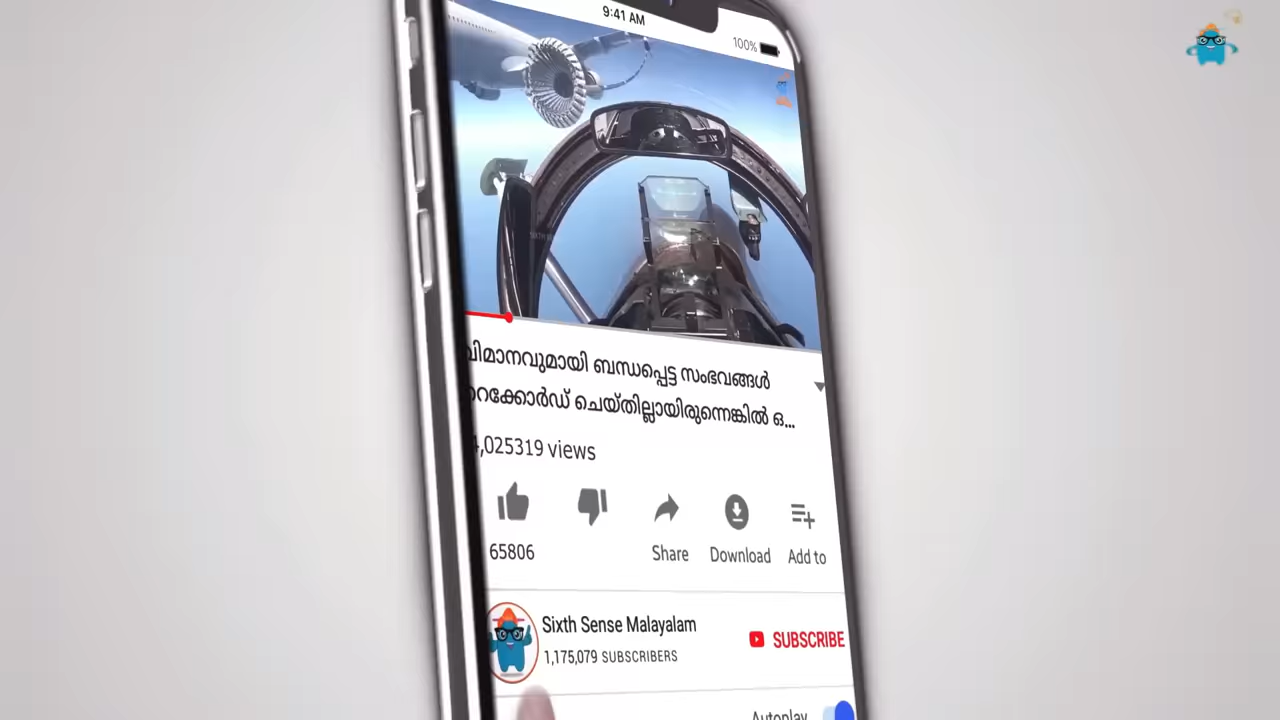 9:41 AM
100%
വിമാനവുമായി ബന്ധപ്പെട്ട സംഭവങ്ങൾ
റെക്കോർഡ് ചെയ്തില്ലായിരുന്നെങ്കിൽ ഒ...
4,025319 views
65806
Share
Download
Add to
Sixth Sense Malayalam
1,175,079 SUBSCRIBERS
SUBSCRIBE
Autoplay